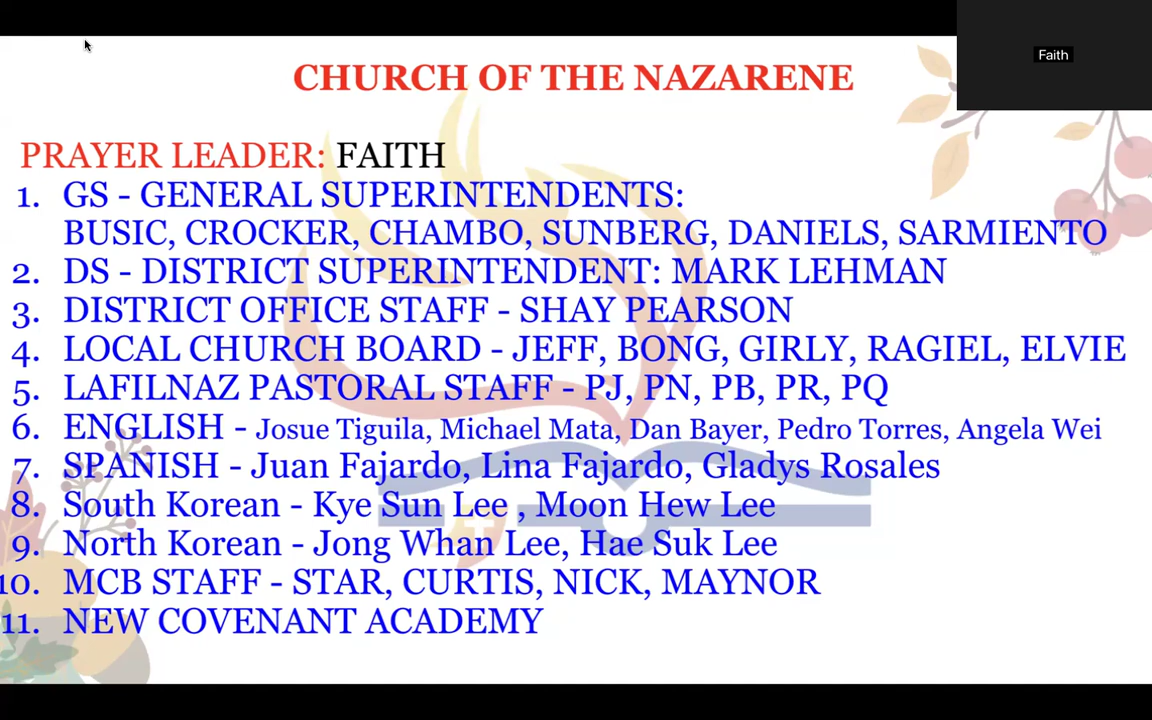 Faith
CHURCH OF THE NAZARENE
PRAYER LEADER: FAITH
1. GS - GENERAL SUPERINTENDENTS:
BUSIC, CROCKER, CHAMBO, SUNBERG, DANIELS, SARMIENTO
2. DS - DISTRICT SUPERINTENDENT: MARK LEHMAN
3. DISTRICT OFFICE STAFF - SHAY PEARSON
4. LOCAL CHURCH BOARD - JEFF, BONG, GIRLY, RAGIEL, ELVIE
5. LAFILNAZ PASTORAL STAFF - PJ, PN, PB, PR, PQ
6. ENGLISH - Josue Tiguila, Michael Mata, Dan Bayer, Pedro Torres, Angela Wei
7. SPANISH - Juan Fajardo, Lina Fajardo, Gladys Rosales
8. South Korean - Kye Sun Lee , Moon Hew Lee
9. North Korean - Jong Whan Lee, Hae Suk Lee
10. MCB STAFF - STAR, CURTIS, NICK, MAYNOR
11. NEW COVENANT ACADEMY